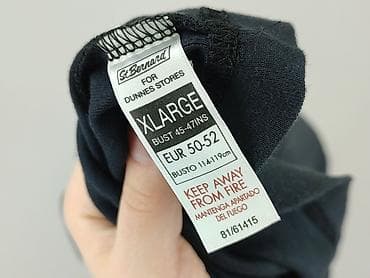 St Bernard
FOR
DUNNES STORES
XLARGE
BUST 45-47INS
EUR 50-52
BUSTO 114-119cm
KEEP AWAY
FROM FIRE
MANTENGA APARTADO
DEL FUEGO
81/61415